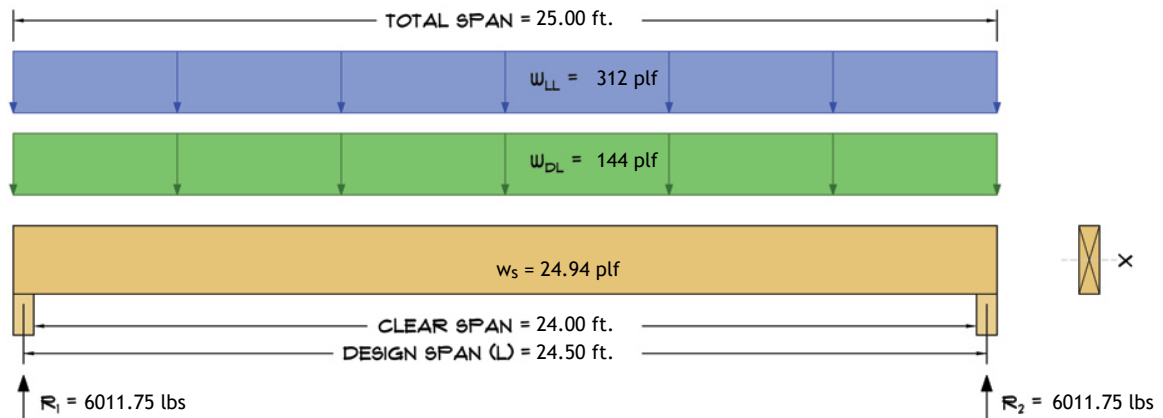 TOTAL SPAN = 25.00 ft.
wLL = 312 plf
wDL = 144 plf
ws = 24.94 plf
X
CLEAR SPAN = 24.00 ft.
DESIGN SPAN (L) = 24.50 ft.
R1 = 6011.75 lbs
R2 = 6011.75 lbs